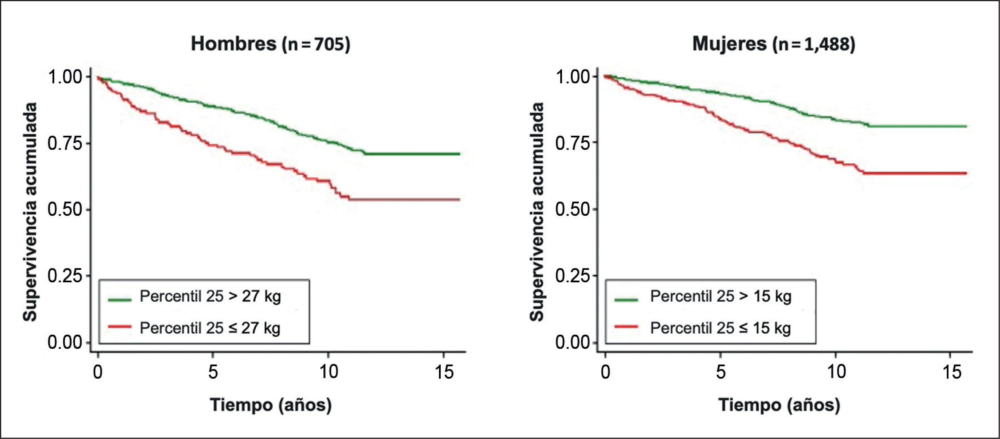 Hombres (n = 705)
Supervivencia acumulada
1.00
0.75
0.50
0.25
0.00
Percentil 25 > 27 kg
Percentil 25 ≤ 27 kg
0 5 10 15
Tiempo (años)
Mujeres (n = 1,488)
Supervivencia acumulada
1.00
0.75
0.50
0.25
0.00
Percentil 25 > 15 kg
Percentil 25 ≤ 15 kg
0 5 10 15
Tiempo (años)